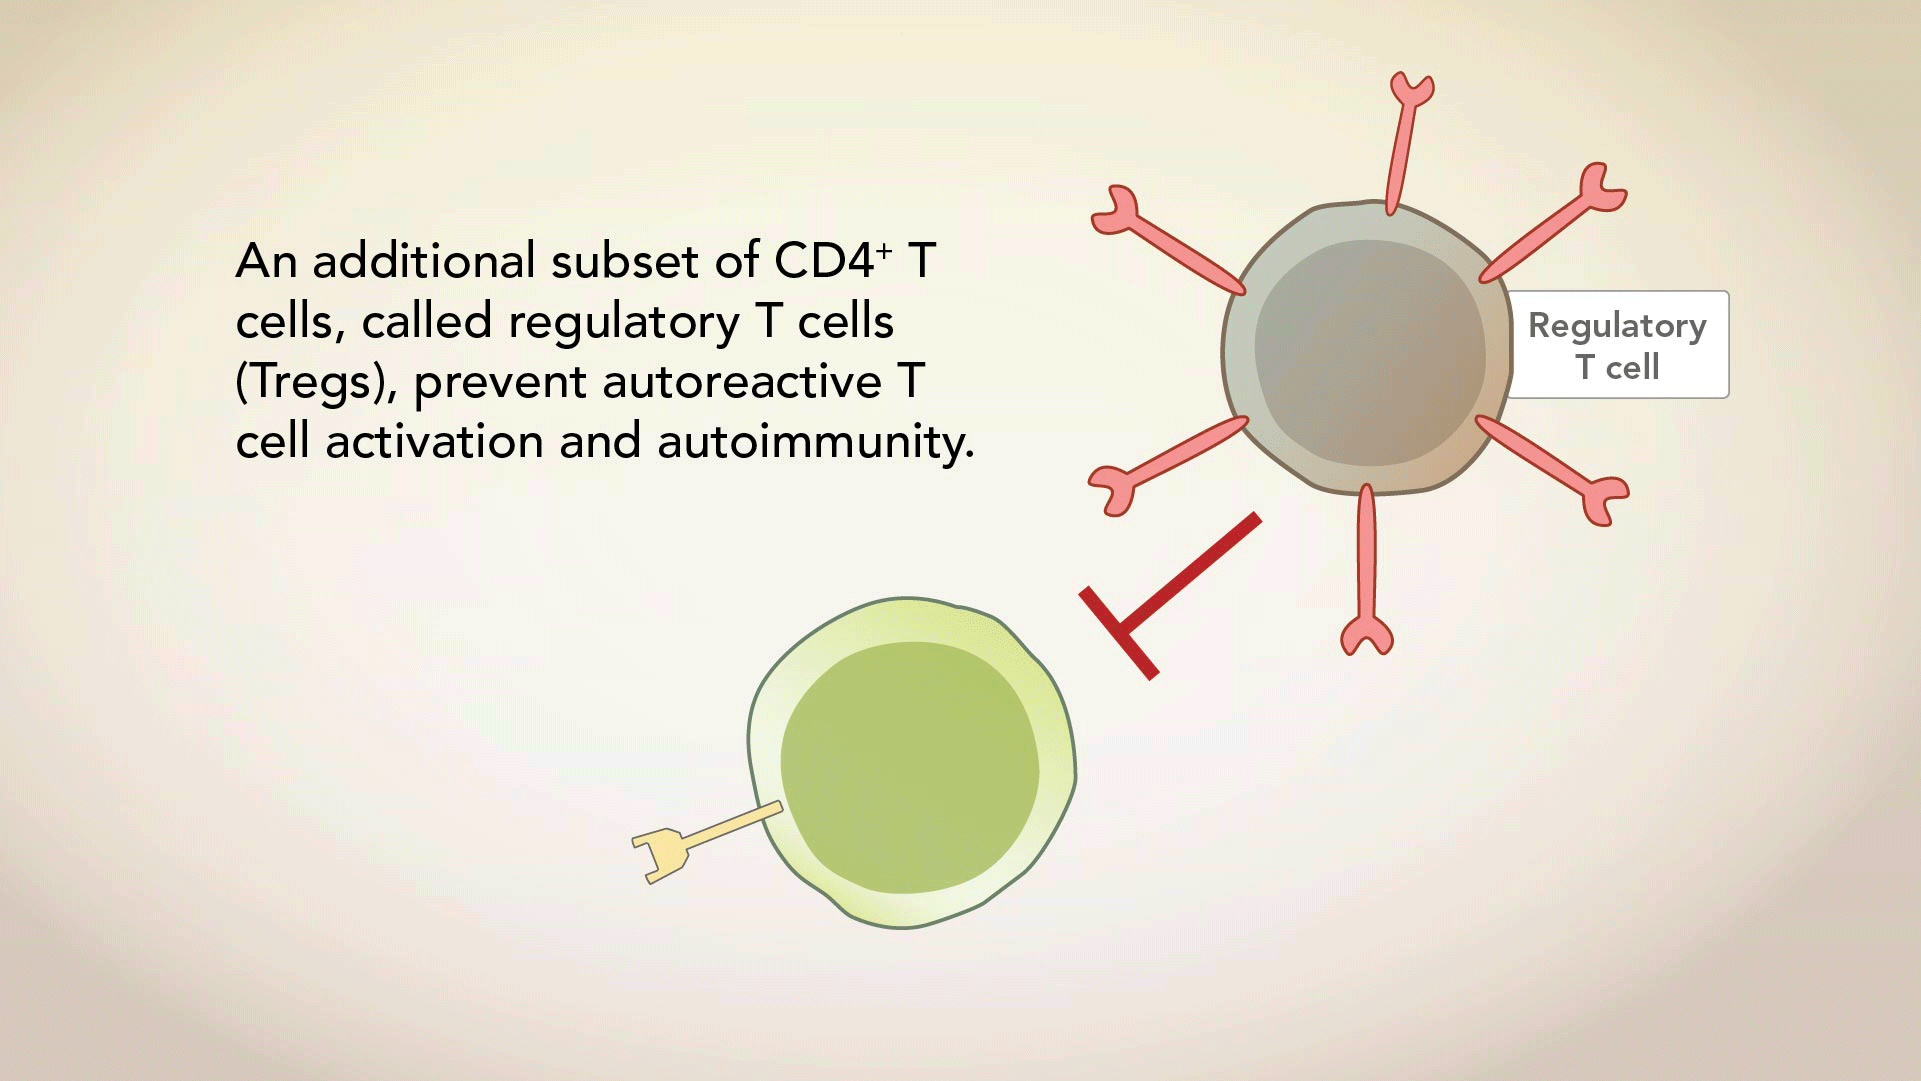 An additional subset of CD4⁺ T
cells, called regulatory T cells
(Tregs), prevent autoreactive T
cell activation and autoimmunity.
Regulatory
T cell